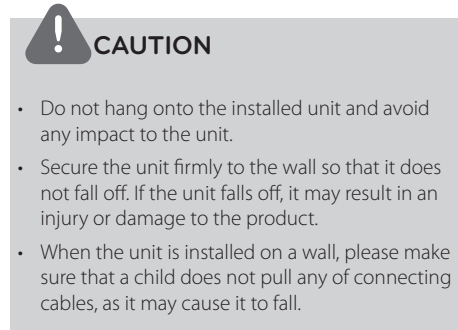 CAUTION
• Do not hang onto the installed unit and avoid
any impact to the unit.
• Secure the unit firmly to the wall so that it does
not fall off. If the unit falls off, it may result in an
injury or damage to the product.
• When the unit is installed on a wall, please make
sure that a child does not pull any of connecting
cables, as it may cause it to fall.